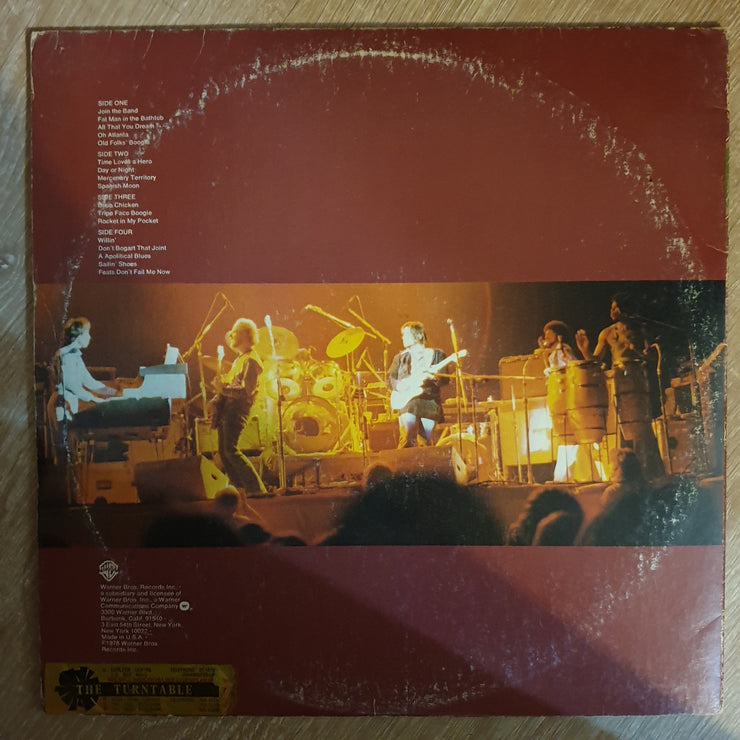 SIDE ONE
Join the Band
Fat Man in the Bathtub
All That You Dream
Oh Atlanta
Old Folks' Boogie
SIDE TWO
Time Loves a Hero
Day or Night
Mercenary Territory
Spanish Moon
SIDE THREE
Dixie Chicken
Tripe Face Boogie
Rocket in My Pocket
SIDE FOUR
Willin'
Don't Bogart That Joint
A Apolitical Blues
Sailin' Shoes
Feats Don't Fail Me Now
Warner Bros. Records Inc.,
a subsidiary and licensee of
Warner Bros. Inc., a Warner
Communications Company
3300 Warner Blvd.,
Burbank, Calif. 91510 •
3 East 54th Street, New York,
New York 10022 •
Made in U.S.A. •
℗1978 Warner Bros.
Records Inc.
THE TURNTABLE